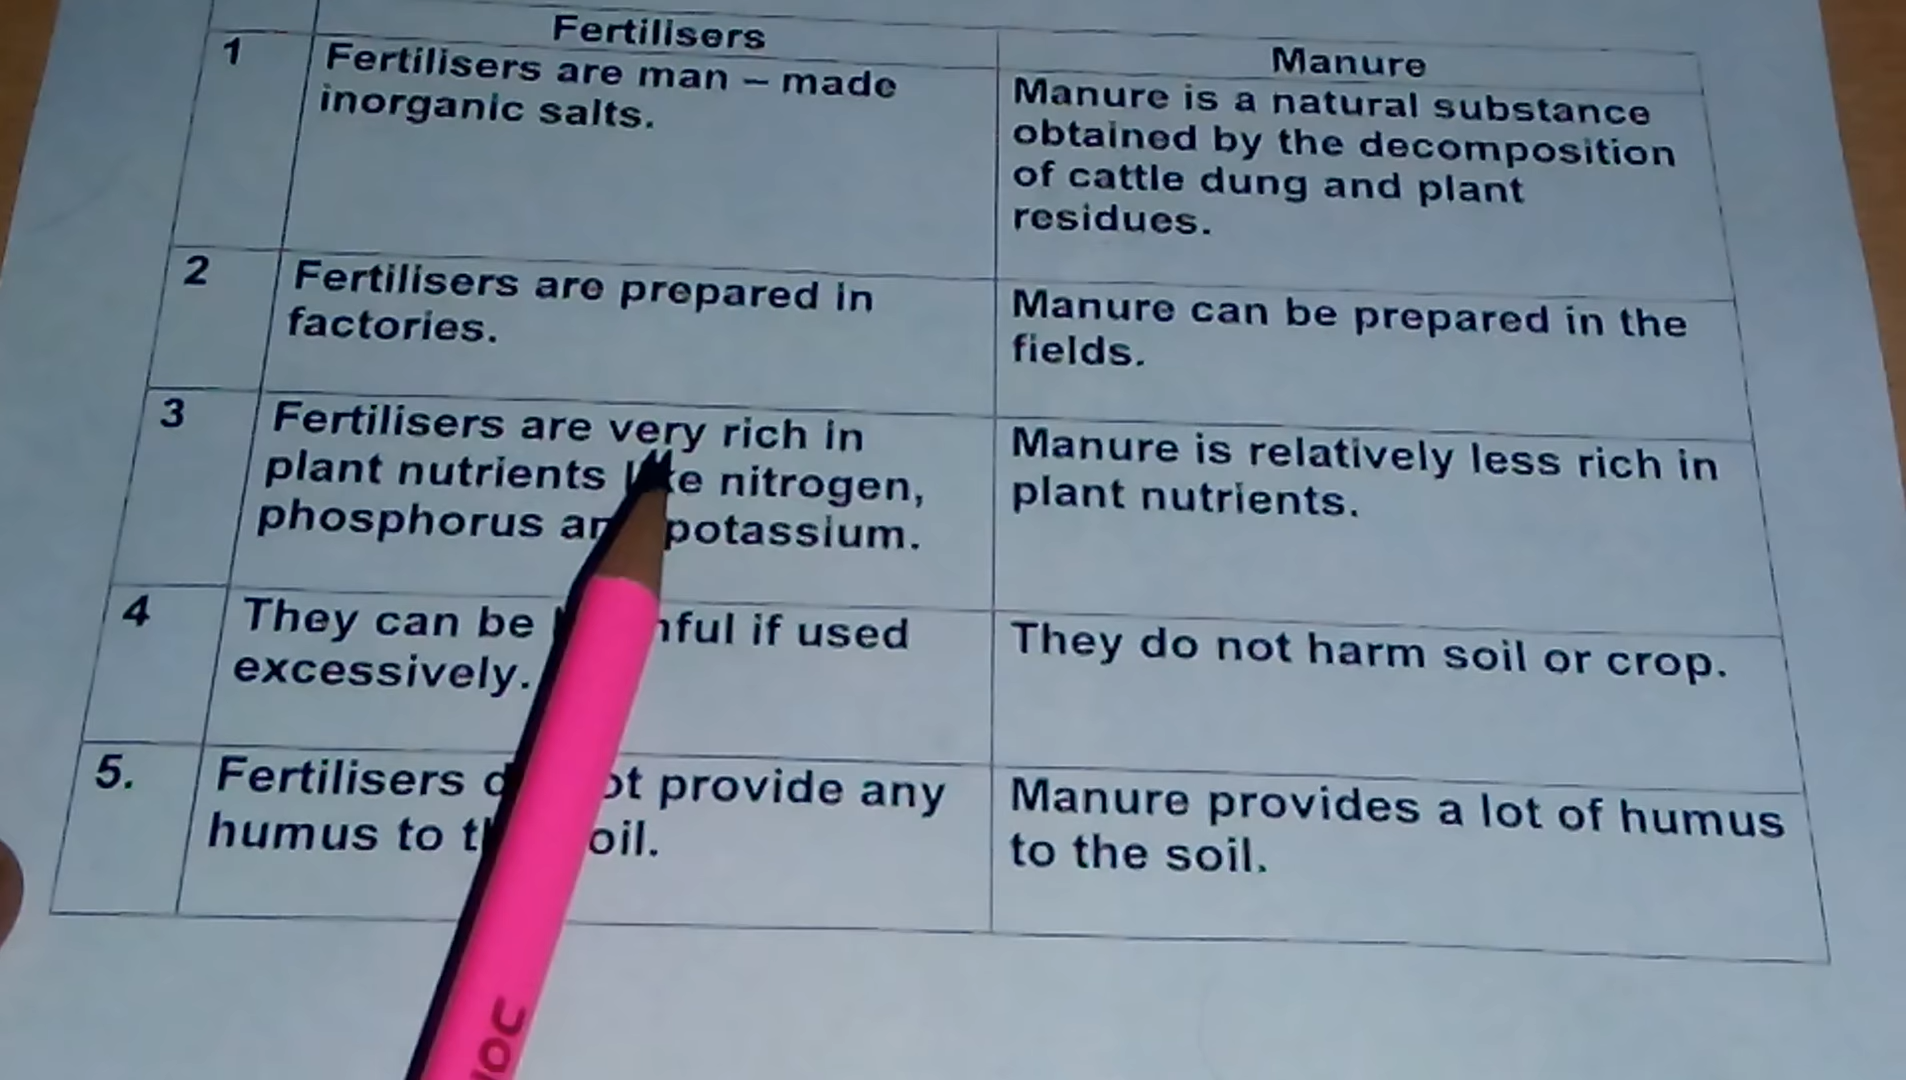 Fertilisers
Manure
1
Fertilisers are man – made
inorganic salts.
Manure is a natural substance
obtained by the decomposition
of cattle dung and plant
residues.
2
Fertilisers are prepared in
factories.
Manure can be prepared in the
fields.
3
Fertilisers are very rich in
plant nutrients nitrogen,
phosphorus potassium.
Manure is relatively less rich in
plant nutrients.
4
They can be if used
excessively.
They do not harm soil or crop.
5.
Fertilisers provide any
humus to
Manure provides a lot of humus
to the soil.